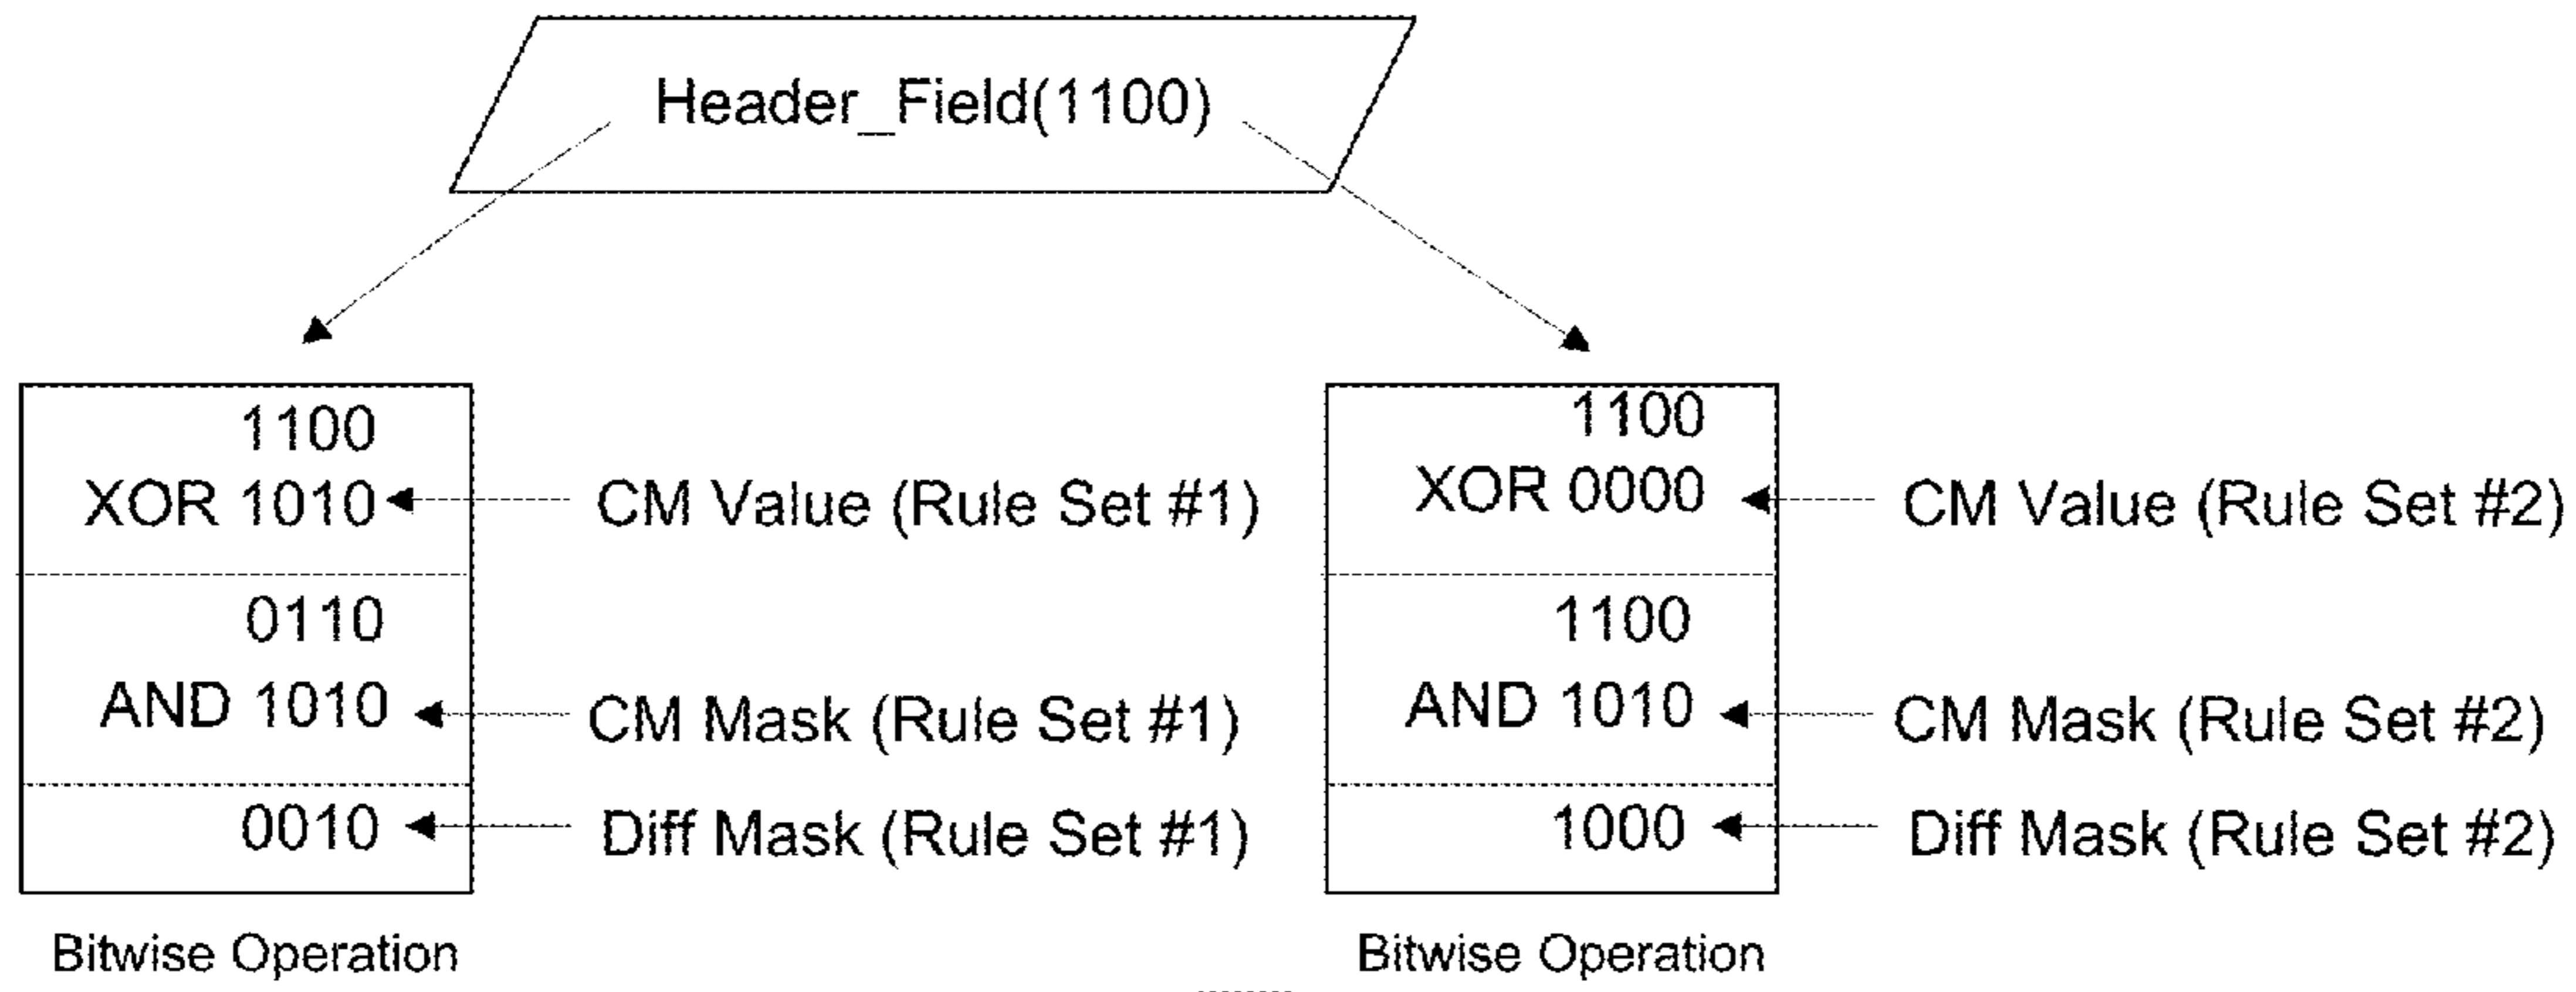 Header_Field(1100)
1100
XOR 1010
CM Value (Rule Set #1)
0110
AND 1010
CM Mask (Rule Set #1)
0010
Diff Mask (Rule Set #1)
Bitwise Operation
1100
XOR 0000
CM Value (Rule Set #2)
1100
AND 1010
CM Mask (Rule Set #2)
1000
Diff Mask (Rule Set #2)
Bitwise Operation